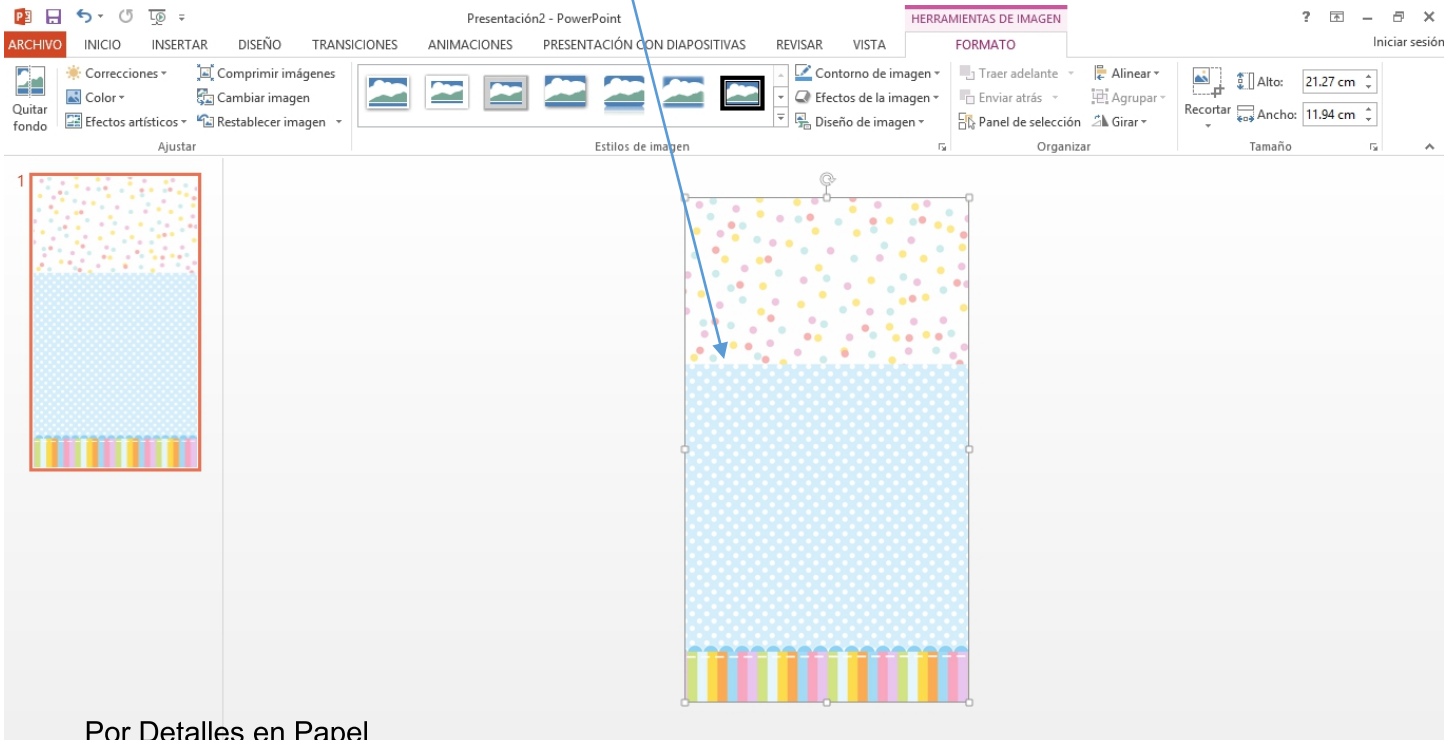 Presentación2 - PowerPoint
HERRAMIENTAS DE IMAGEN
?
ARCHIVO INICIO INSERTAR DISEÑO TRANSICIONES ANIMACIONES PRESENTACIÓN CON DIAPOSITIVAS REVISAR VISTA FORMATO Iniciar sesión
Quitar fondo
Correcciones
Color
Efectos artísticos
Comprimir imágenes
Cambiar imagen
Restablecer imagen
Ajustar
Estilos de imagen
Contorno de imagen
Efectos de la imagen
Diseño de imagen
Traer adelante
Enviar atrás
Panel de selección
Alinear
Agrupar
Girar
Organizar
Recortar
Alto: 21.27 cm
Ancho: 11.94 cm
Tamaño
1
Por Detalles en Papel